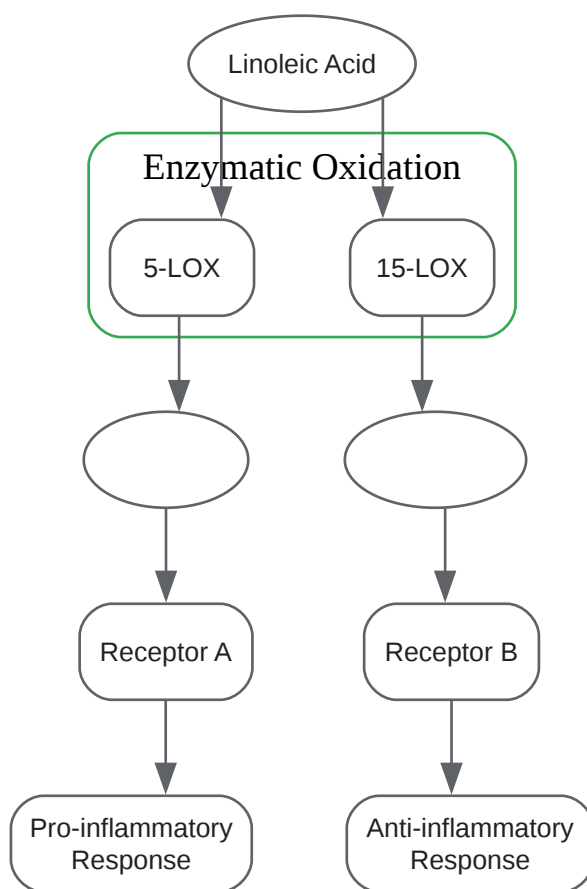 Linoleic Acid
Enzymatic Oxidation
5-LOX
15-LOX
Receptor A
Receptor B
Pro-inflammatory
Response
Anti-inflammatory
Response